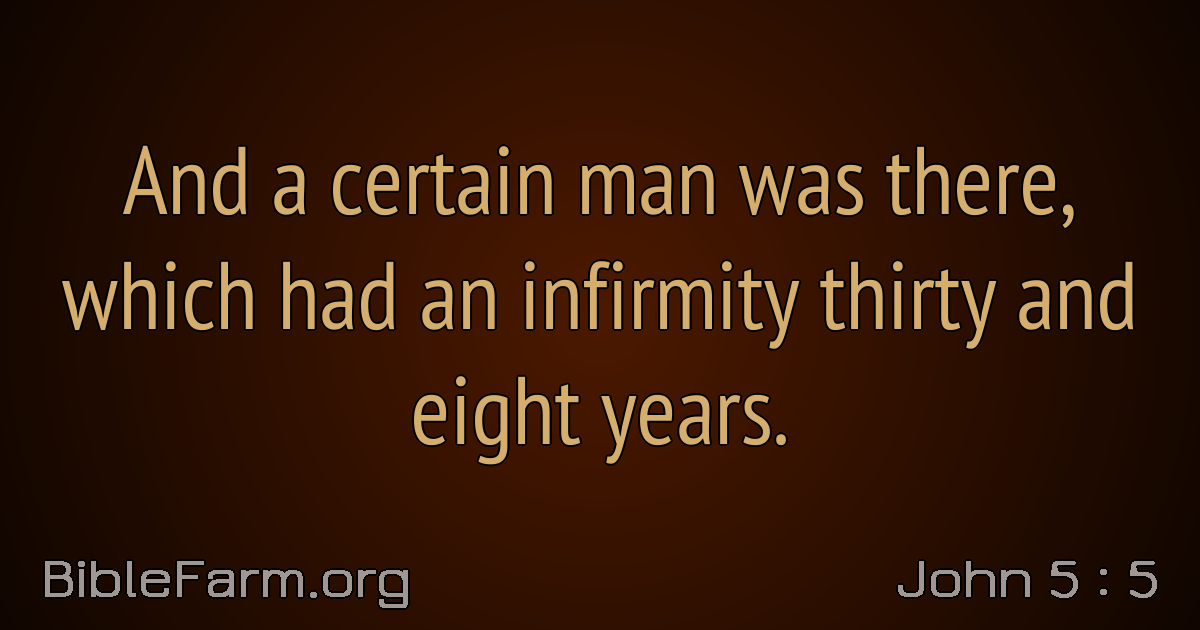 And a certain man was there,
which had an infirmity thirty and
eight years.
BibleFarm.org
John 5 : 5